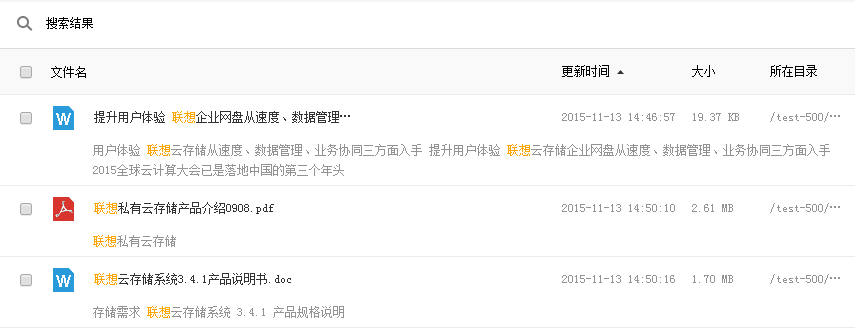 搜索结果
文件名 更新时间 大小 所在目录
W 提升用户体验 联想企业网盘从速度、数据管理… 2015-11-13 14:46:57 19.37 KB /test-500/…
用户体验 联想云存储从速度、数据管理、业务协同三方面入手 提升用户体验 联想云存储企业网盘从速度、数据管理、业务协同三方面入手
2015全球云计算大会已是落地中国的第三个年头
联想私有云存储产品介绍0908.pdf 2015-11-13 14:50:10 2.61 MB /test-500/…
联想私有云存储
W 联想云存储系统3.4.1产品说明书.doc 2015-11-13 14:50:16 1.70 MB /test-500/…
存储需求 联想云存储系统 3.4.1 产品规格说明